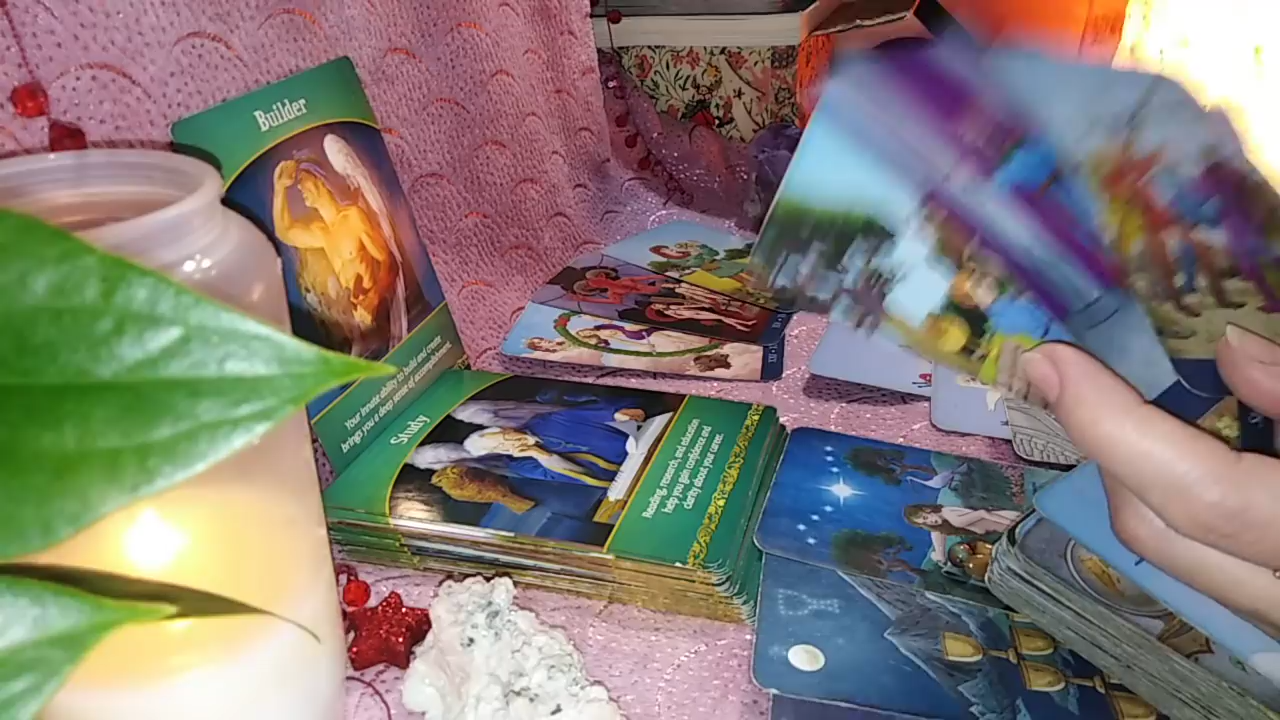 Builder
Your innate ability to build and create
brings you a deep sense of accomplishment.
Study
Reading, research, and education
help you gain confidence and
clarity about your career.